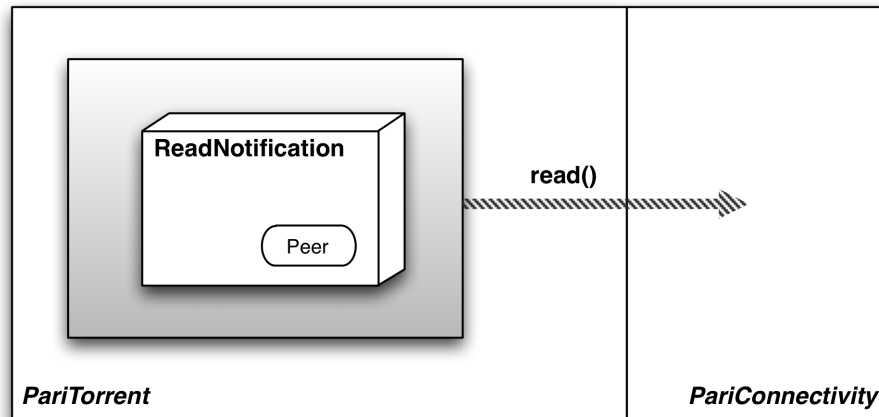 ReadNotification
read()
Peer
PariTorrent
PariConnectivity